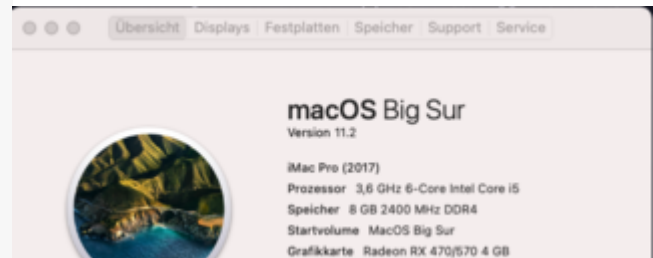 Übersicht Displays Festplatten Speicher Support Service
macOS Big Sur
Version 11.2
iMac Pro (2017)
Prozessor 3,6 GHz 6-Core Intel Core i5
Speicher 8 GB 2400 MHz DDR4
Startvolume MacOS Big Sur
Grafikkarte Radeon RX 470/570 4 GB